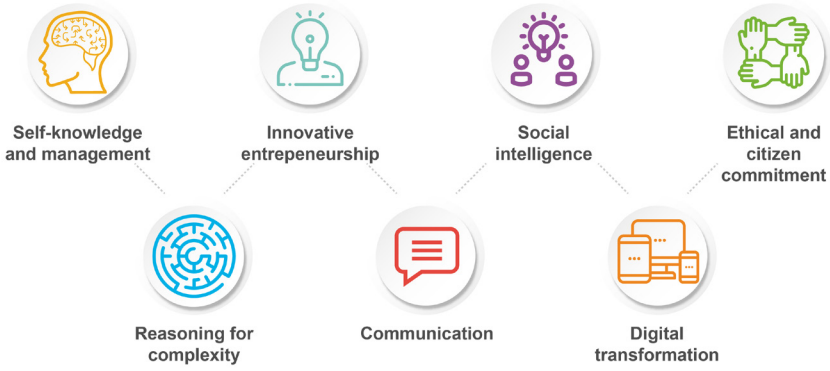 Self-knowledge
and management
Innovative
entrepeneurship
Social
intelligence
Ethical and
citizen
commitment
Reasoning for
complexity
Communication
Digital
transformation